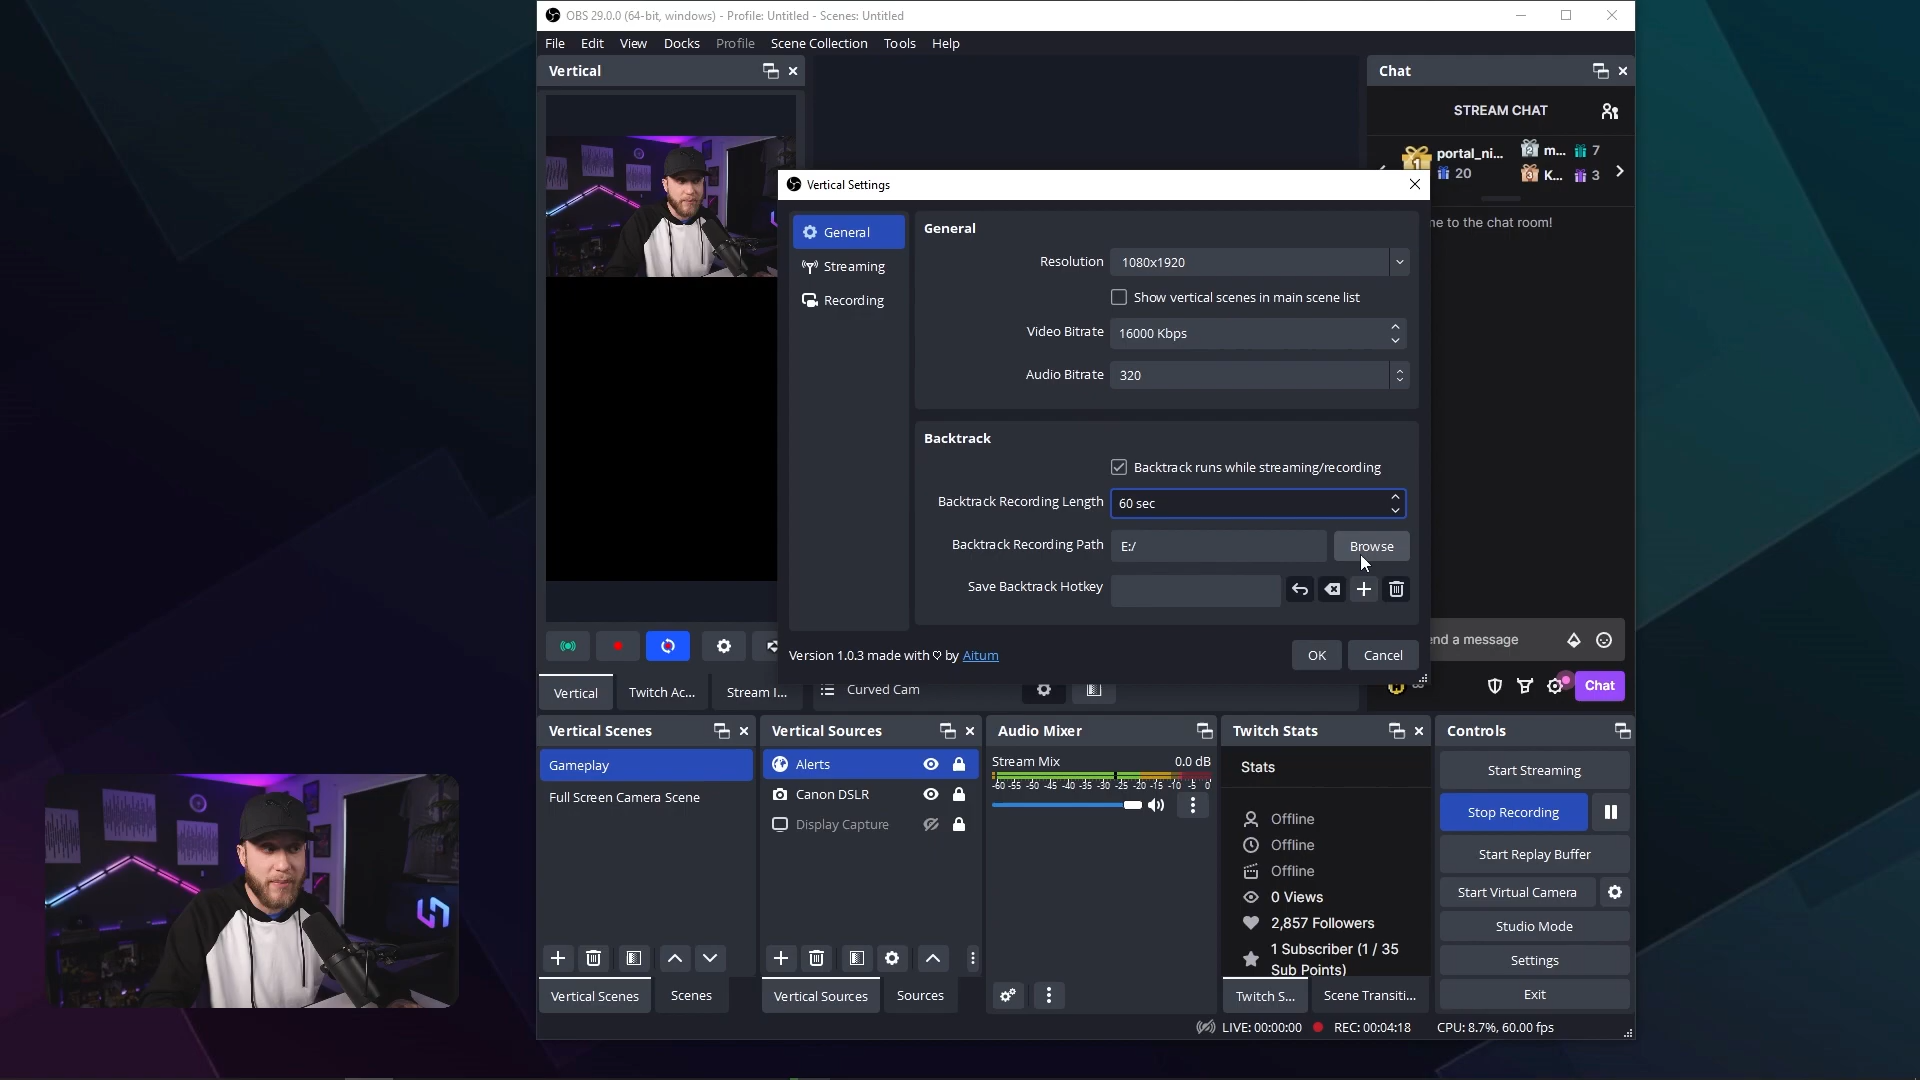 OBS 29.0.0 (64-bit, windows) - Profile: Untitled - Scenes: Untitled
File Edit View Docks Profile Scene Collection Tools Help
Vertical
Chat
STREAM CHAT
portal_ni...
20
m... 7
K... 3
me to the chat room!
Vertical Settings
General
Streaming
Recording
General
Resolution 1080x1920
Show vertical scenes in main scene list
Video Bitrate 16000 Kbps
Audio Bitrate 320
Backtrack
Backtrack runs while streaming/recording
Backtrack Recording Length 60 sec
Backtrack Recording Path E:/ Browse
Save Backtrack Hotkey
Version 1.0.3 made with ♡ by Aitum
OK Cancel
end a message
Chat
Vertical Twitch Ac... Stream I...
Curved Cam
Vertical Scenes
Gameplay
Full Screen Camera Scene
Vertical Scenes Scenes
Vertical Sources
Alerts
Canon DSLR
Display Capture
Vertical Sources Sources
Audio Mixer
Stream Mix 0.0 dB
-60 -55 -50 -45 -40 -35 -30 -25 -20 -15 -10 -5 0
Twitch Stats
Stats
Offline
Offline
Offline
0 Views
2,857 Followers
1 Subscriber (1 / 35
Sub Points)
Twitch S... Scene Transiti...
Controls
Start Streaming
Stop Recording
Start Replay Buffer
Start Virtual Camera
Studio Mode
Settings
Exit
LIVE: 00:00:00 REC: 00:04:18 CPU: 8.7%, 60.00 fps